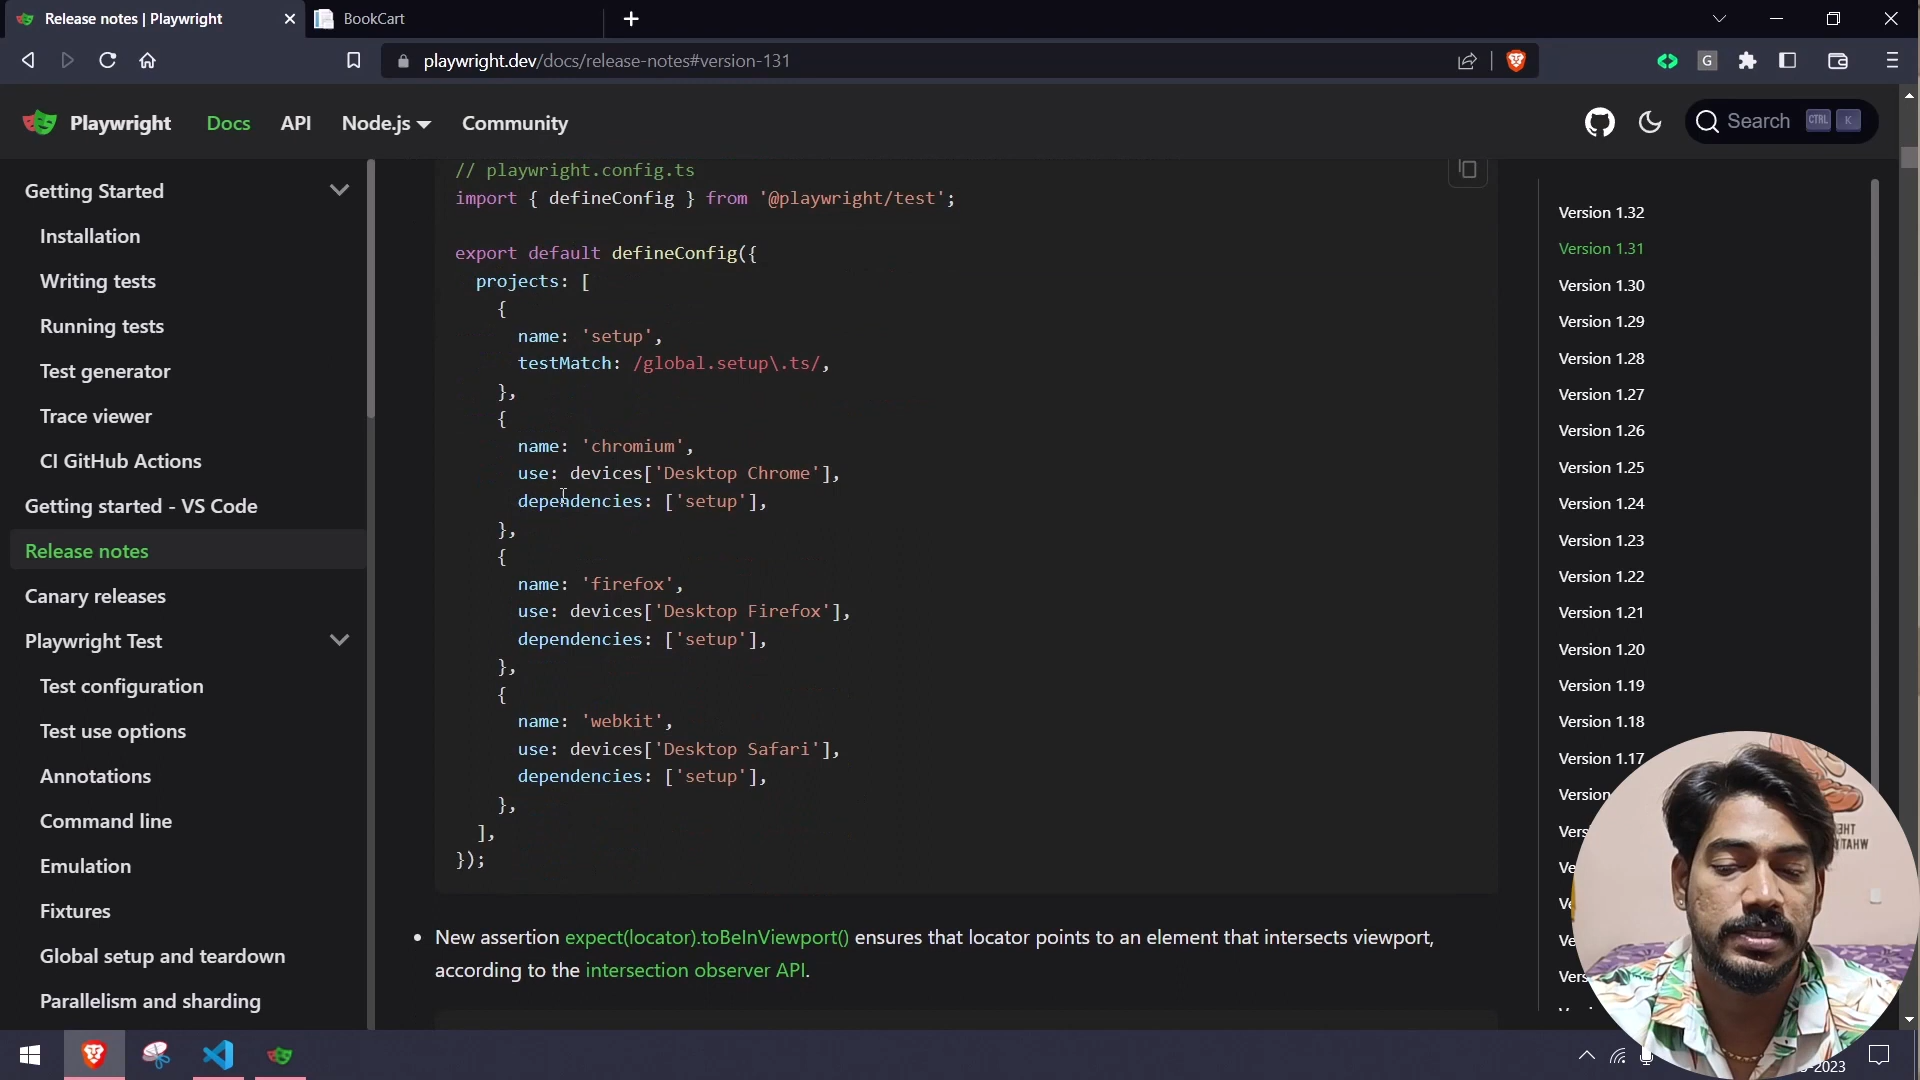 Release notes | Playwright
BookCart
playwright.dev/docs/release-notes#version-131
G
Playwright
Docs
API
Node.js
Community
Search CTRL K
Getting Started
Installation
Writing tests
Running tests
Test generator
Trace viewer
CI GitHub Actions
Getting started - VS Code
Release notes
Canary releases
Playwright Test
Test configuration
Test use options
Annotations
Command line
Emulation
Fixtures
Global setup and teardown
Parallelism and sharding
// playwright.config.ts
import { defineConfig } from '@playwright/test';
export default defineConfig({
projects: [
{
name: 'setup',
testMatch: /global.setup\.ts/,
},
{
name: 'chromium',
use: devices['Desktop Chrome'],
dependencies: ['setup'],
},
{
name: 'firefox',
use: devices['Desktop Firefox'],
dependencies: ['setup'],
},
{
name: 'webkit',
use: devices['Desktop Safari'],
dependencies: ['setup'],
},
],
});
• New assertion expect(locator).toBeInViewport() ensures that locator points to an element that intersects viewport,
according to the intersection observer API.
Version 1.32
Version 1.31
Version 1.30
Version 1.29
Version 1.28
Version 1.27
Version 1.26
Version 1.25
Version 1.24
Version 1.23
Version 1.22
Version 1.21
Version 1.20
Version 1.19
Version 1.18
Version 1.17
Version